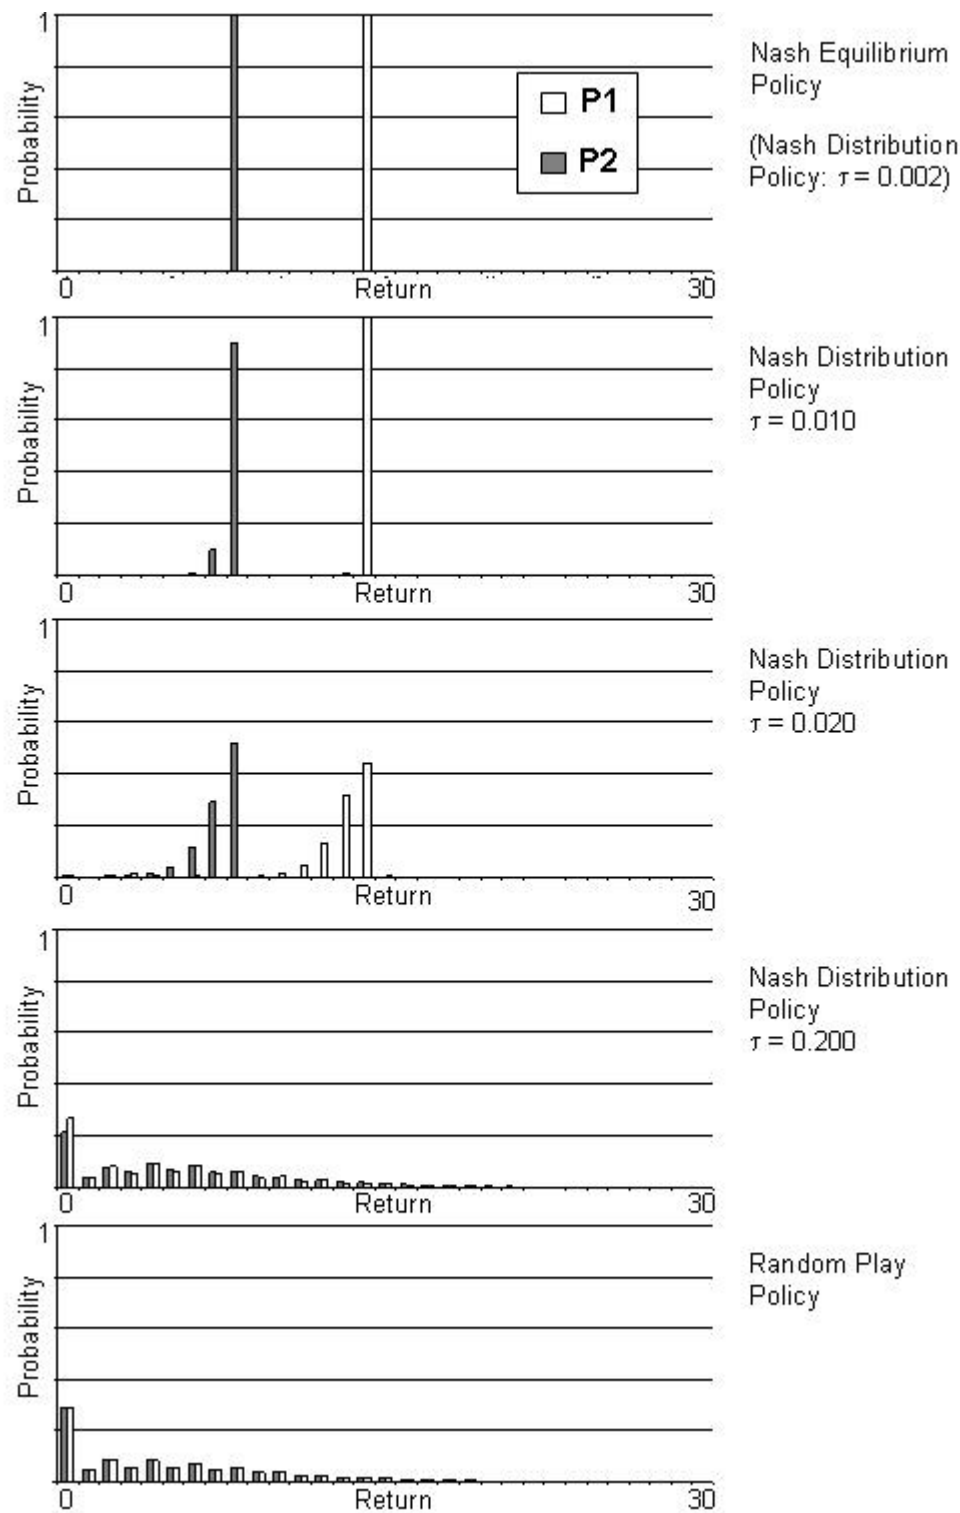 1
Probability
P1
P2
0
Return
30
Nash Equilibrium
Policy
(Nash Distribution
Policy: τ = 0.002)
1
Probability
0
Return
30
Nash Distribution
Policy
τ = 0.010
1
Probability
0
Return
30
Nash Distribution
Policy
τ = 0.020
1
Probability
0
Return
30
Nash Distribution
Policy
τ = 0.200
1
Probability
0
Return
30
Random Play
Policy